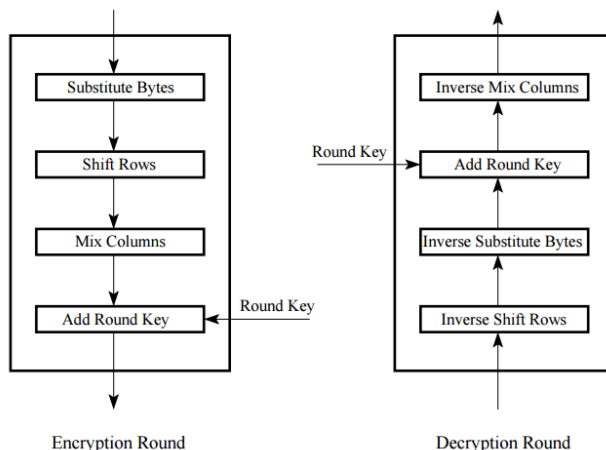 Substitute Bytes
Shift Rows
Mix Columns
Add Round Key
Round Key
Encryption Round
Inverse Mix Columns
Round Key
Add Round Key
Inverse Substitute Bytes
Inverse Shift Rows
Decryption Round